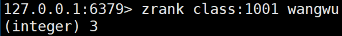 127.0.0.1:6379> zrank class:1001 wangwu
(integer) 3